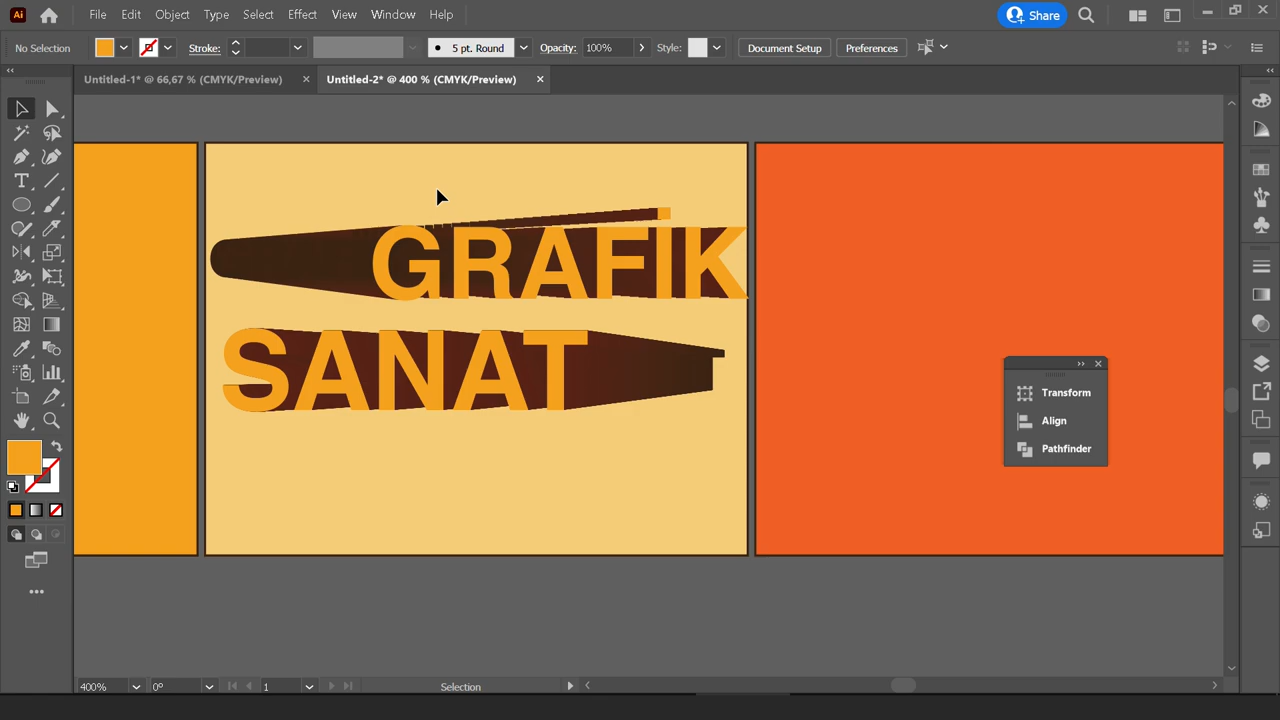 Ai
File Edit Object Type Select Effect View Window Help
Share
No Selection
Stroke:
5 pt. Round
Opacity: 100%
Style:
Document Setup
Preferences
Untitled-1* @ 66,67 % (CMYK/Preview)
Untitled-2* @ 400 % (CMYK/Preview)
GRAFIK
SANAT
Transform
Align
Pathfinder
400%
0°
1
Selection